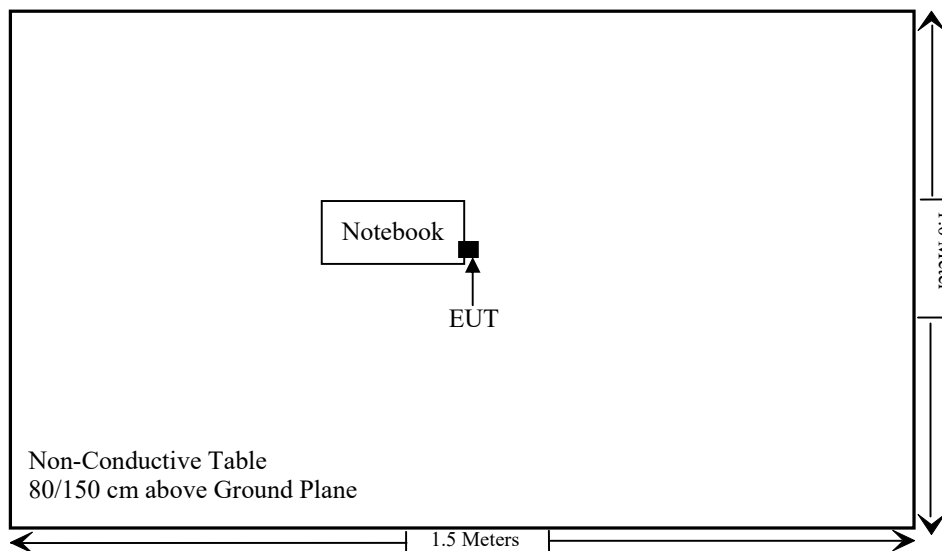 Notebook
EUT
Non-Conductive Table
80/150 cm above Ground Plane
1.5 Meters